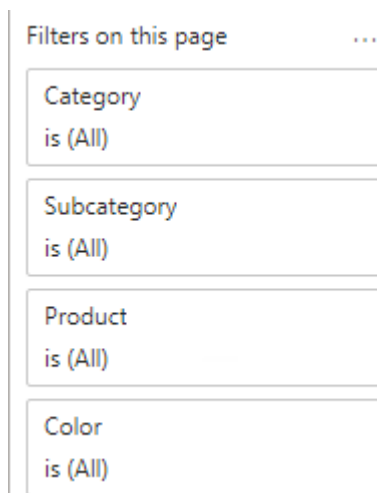 Filters on this page
...
Category
is (All)
Subcategory
is (All)
Product
is (All)
Color
is (All)